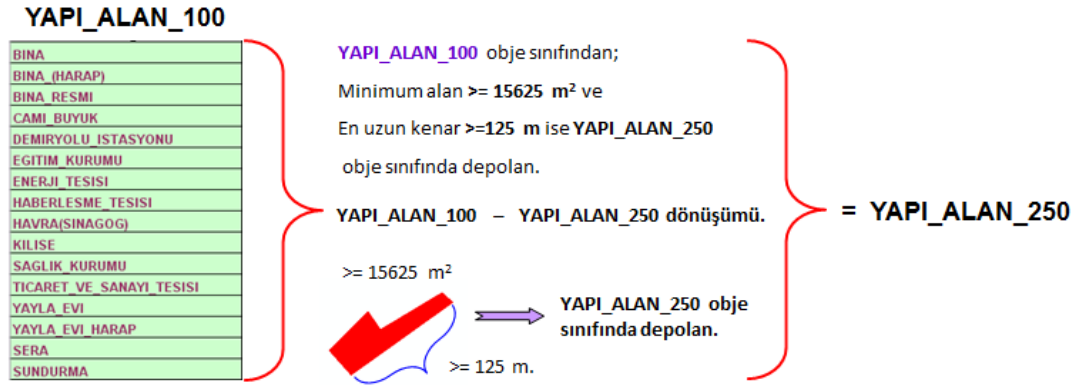 YAPI_ALAN_100
BINA
BINA_(HARAP)
BINA_RESMI
CAMI_BUYUK
DEMIRYOLU_ISTASYONU
EGITIM_KURUMU
ENERJI_TESISI
HABERLESME_TESISI
HAVRA(SINAGOG)
KILISE
SAGLIK_KURUMU
TICARET_VE_SANAYI_TESISI
YAYLA_EVI
YAYLA_EVI_HARAP
SERA
SUNDURMA
YAPI_ALAN_100 obje sınıfından;
Minimum alan >= 15625 m² ve
En uzun kenar >=125 m ise YAPI_ALAN_250
obje sınıfında depolan.
YAPI_ALAN_100 – YAPI_ALAN_250 dönüşümü.
>= 15625 m²
YAPI_ALAN_250 obje
sınıfında depolan.
>= 125 m.
= YAPI_ALAN_250